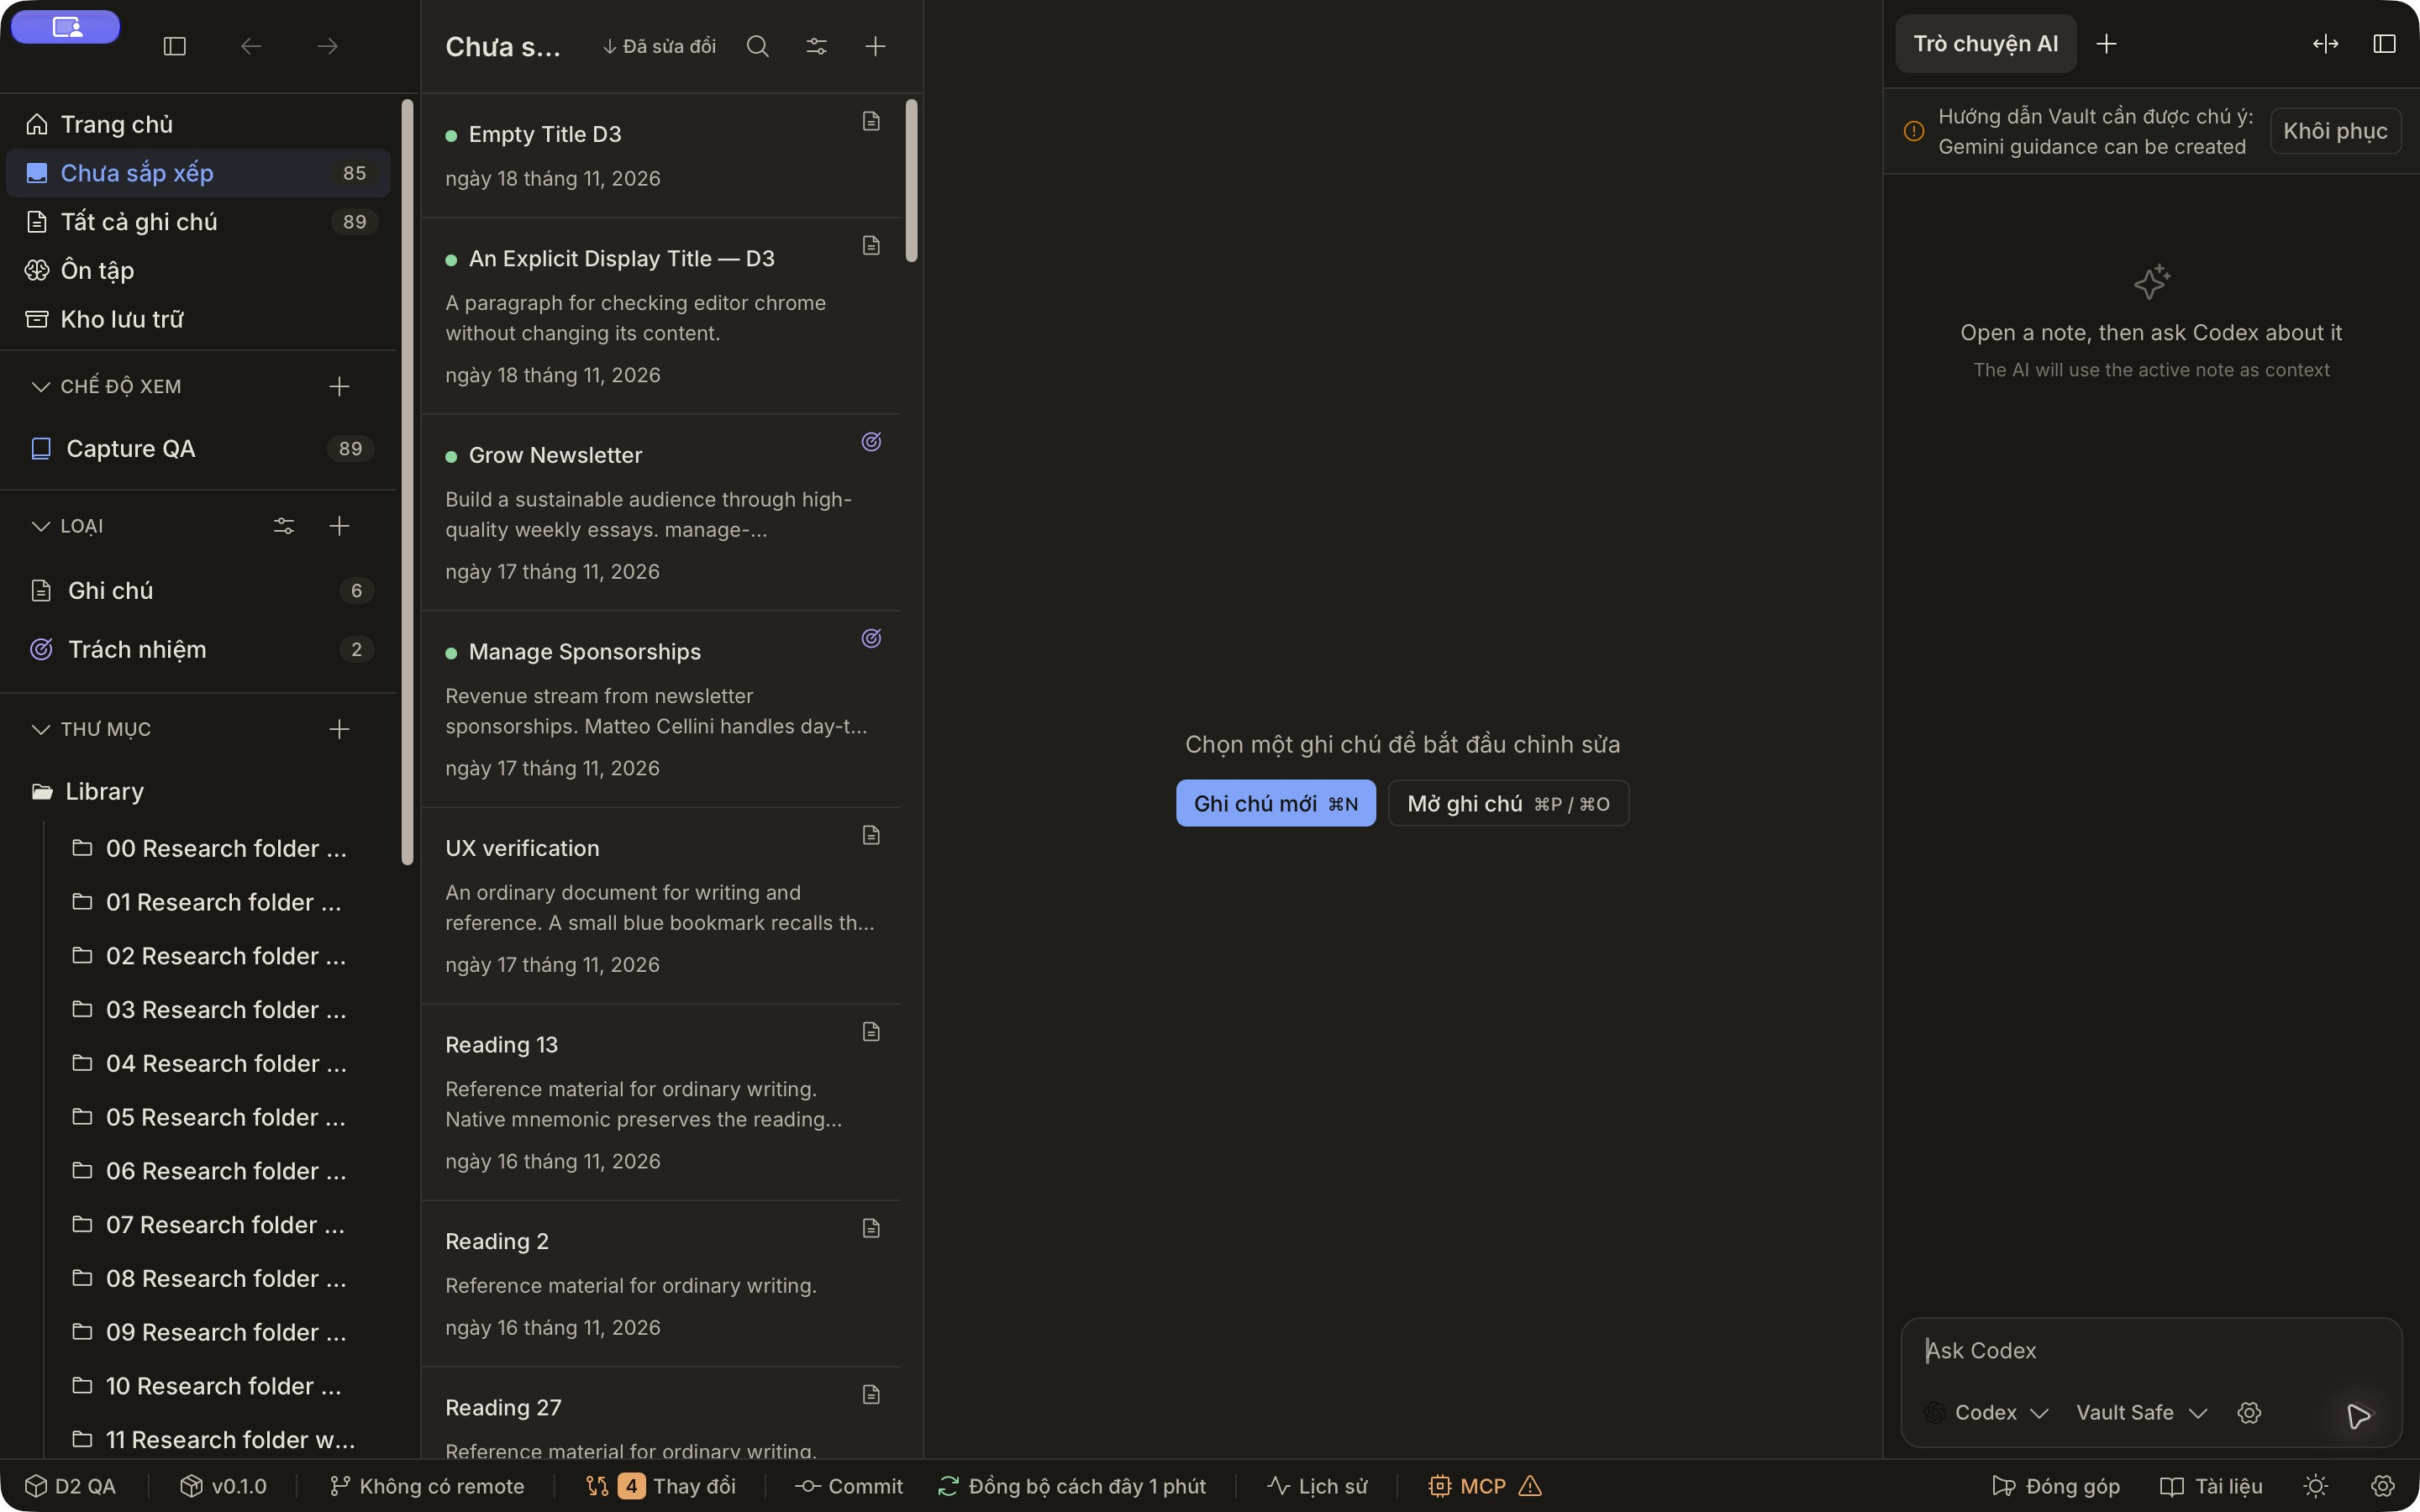 Trang chủ
Chưa sắp xếp 85
Tất cả ghi chú 89
Ôn tập
Kho lưu trữ
CHẾ ĐỘ XEM
Capture QA 89
LOẠI
Ghi chú 6
Trách nhiệm 2
THƯ MỤC
Library
00 Research folder ...
01 Research folder ...
02 Research folder ...
03 Research folder ...
04 Research folder ...
05 Research folder ...
06 Research folder ...
07 Research folder ...
08 Research folder ...
09 Research folder ...
10 Research folder ...
11 Research folder w...
Chưa s... Đã sửa đổi
Empty Title D3
ngày 18 tháng 11, 2026
An Explicit Display Title — D3
A paragraph for checking editor chrome
without changing its content.
ngày 18 tháng 11, 2026
Grow Newsletter
Build a sustainable audience through high-
quality weekly essays. manage-...
ngày 17 tháng 11, 2026
Manage Sponsorships
Revenue stream from newsletter
sponsorships. Matteo Cellini handles day-t...
ngày 17 tháng 11, 2026
UX verification
An ordinary document for writing and
reference. A small blue bookmark recalls th...
ngày 17 tháng 11, 2026
Reading 13
Reference material for ordinary writing.
Native mnemonic preserves the reading...
ngày 16 tháng 11, 2026
Reading 2
Reference material for ordinary writing.
ngày 16 tháng 11, 2026
Reading 27
Reference material for ordinary writing.
Chọn một ghi chú để bắt đầu chỉnh sửa
Ghi chú mới ⌘N Mở ghi chú ⌘P / ⌘O
Trò chuyện AI
Hướng dẫn Vault cần được chú ý:
Gemini guidance can be created
Khôi phục
Open a note, then ask Codex about it
The AI will use the active note as context
Ask Codex
Codex Vault Safe
D2 QA v0.1.0 Không có remote 4 Thay đổi Commit Đồng bộ cách đây 1 phút Lịch sử MCP Đóng góp Tài liệu